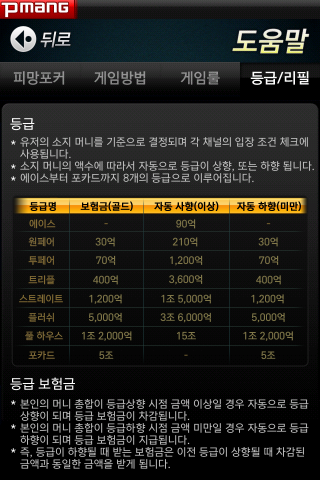 PMANG
뒤로
도움말
피망포커 게임방법 게임룰 등급/리필
등급
* 유저의 소지 머니를 기준으로 결정되며 각 채널의 입장 조건 체크에
사용됩니다.
* 소지 머니의 액수에 따라서 자동으로 등급이 상향, 또는 하향 됩니다.
* 에이스부터 포카드까지 8개의 등급으로 이루어집니다.
등급명 보험금(골드) 자동 사향(이상) 자동 하향(미만)
에이스 - 90억 -
원페어 30억 210억 30억
투페어 70억 1,200억 70억
트리플 400억 3,600억 400억
스트레이트 1,200억 1조 5,000억 1,200억
플러쉬 5,000억 3조 6,000억 5,000억
풀 하우스 1조 2,000억 15조 1조 2,000억
포카드 5조 - 5조
등급 보험금
* 본인의 머니 총합이 등급상향 시점 금액 이상일 경우 자동으로 등급
상향이 되며 등급 보험금이 차감됩니다.
* 본인의 머니 총합이 등급하향 시점 금액 미만일 경우 자동으로 등급
하향이 되며 등급 보험금이 지급됩니다.
* 즉, 등급이 하향될 때 받는 보험금은 이전 등급이 상향될 때 차감된
금액과 동일한 금액을 받게 됩니다.